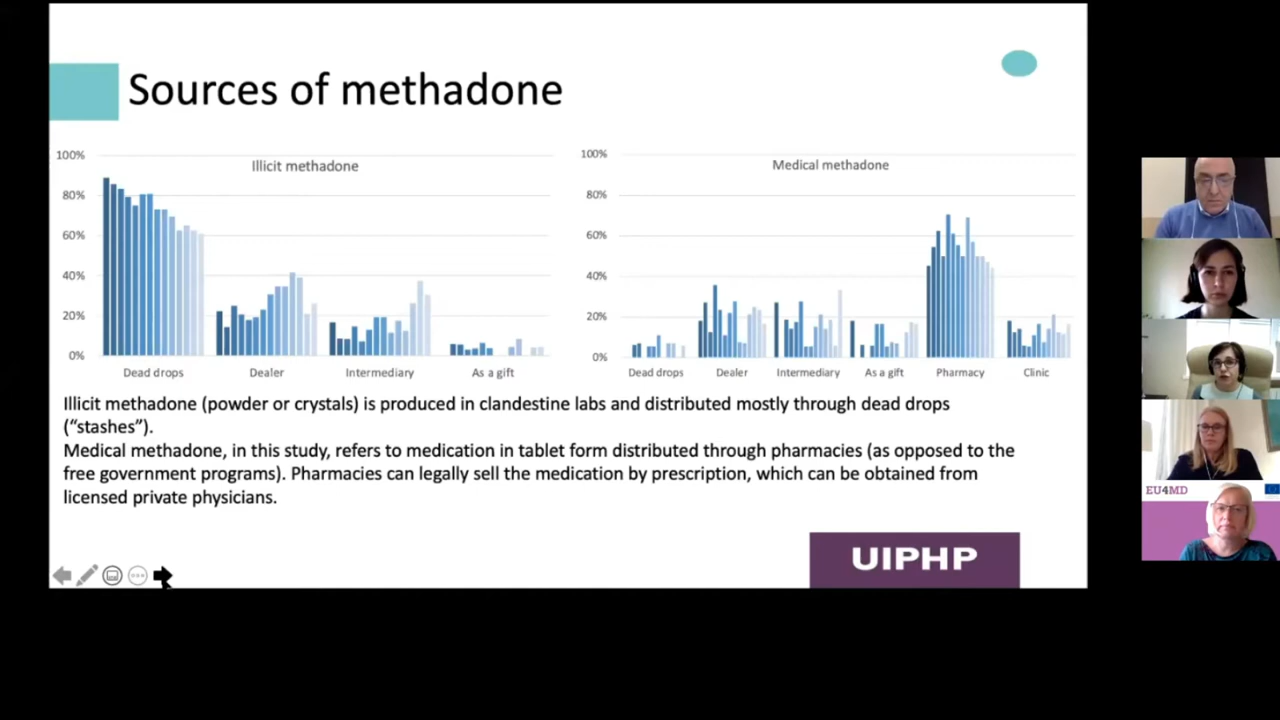 Sources of methadone
Illicit methadone
100%
80%
60%
40%
20%
0%
Dead drops
Dealer
Intermediary
As a gift
Medical methadone
100%
80%
60%
40%
20%
0%
Dead drops
Dealer
Intermediary
As a gift
Pharmacy
Clinic
Illicit methadone (powder or crystals) is produced in clandestine labs and distributed mostly through dead drops
(“stashes”).
Medical methadone, in this study, refers to medication in tablet form distributed through pharmacies (as opposed to the
free government programs). Pharmacies can legally sell the medication by prescription, which can be obtained from
licensed private physicians.
UIPHP
EU4MD